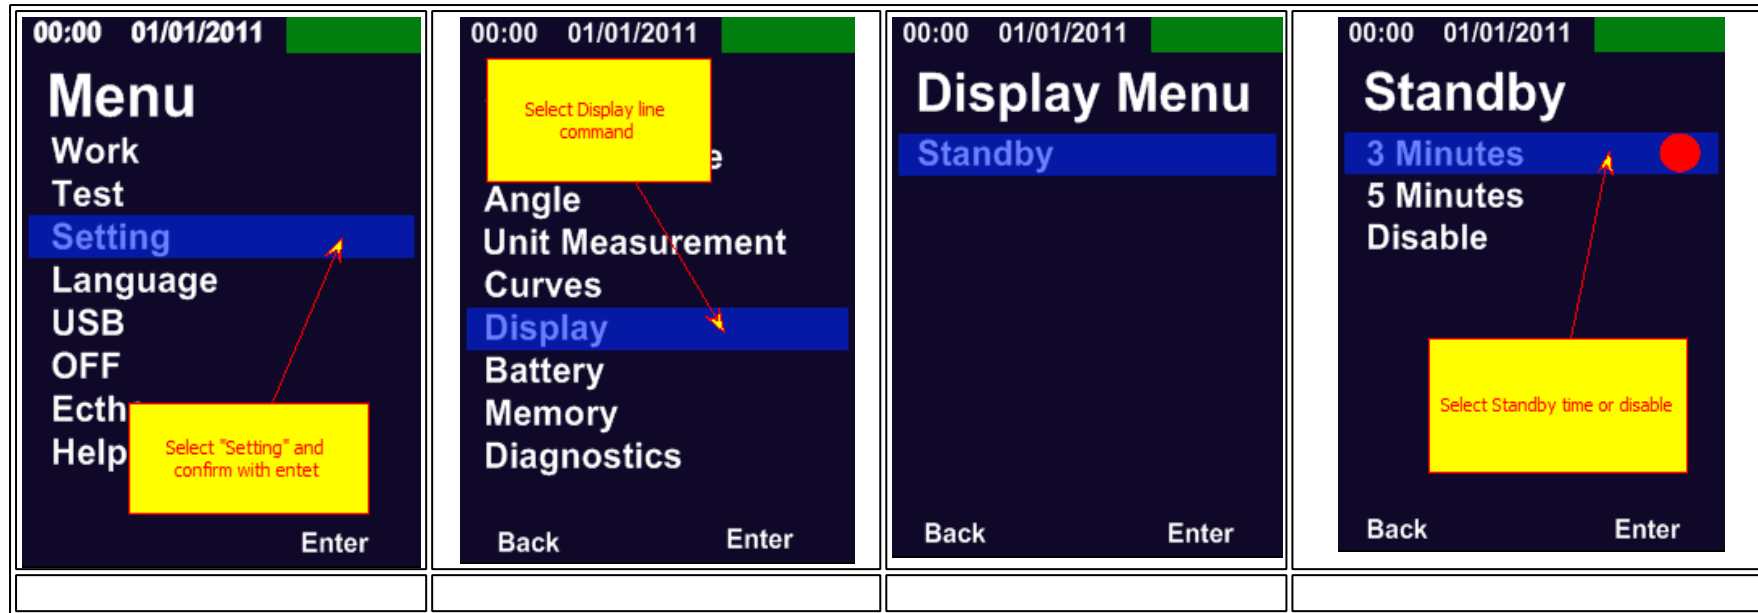 00:00 01/01/2011
Menu
Work
Test
Setting
Language
USB
OFF
Help
Select "Setting" and
confirm with entet
Enter
00:00 01/01/2011
Select Display line
command
Angle
Unit Measurement
Curves
Display
Battery
Memory
Diagnostics
Back Enter
00:00 01/01/2011
Display Menu
Standby
Back Enter
00:00 01/01/2011
Standby
3 Minutes
5 Minutes
Disable
Select Standby time or disable
Back Enter